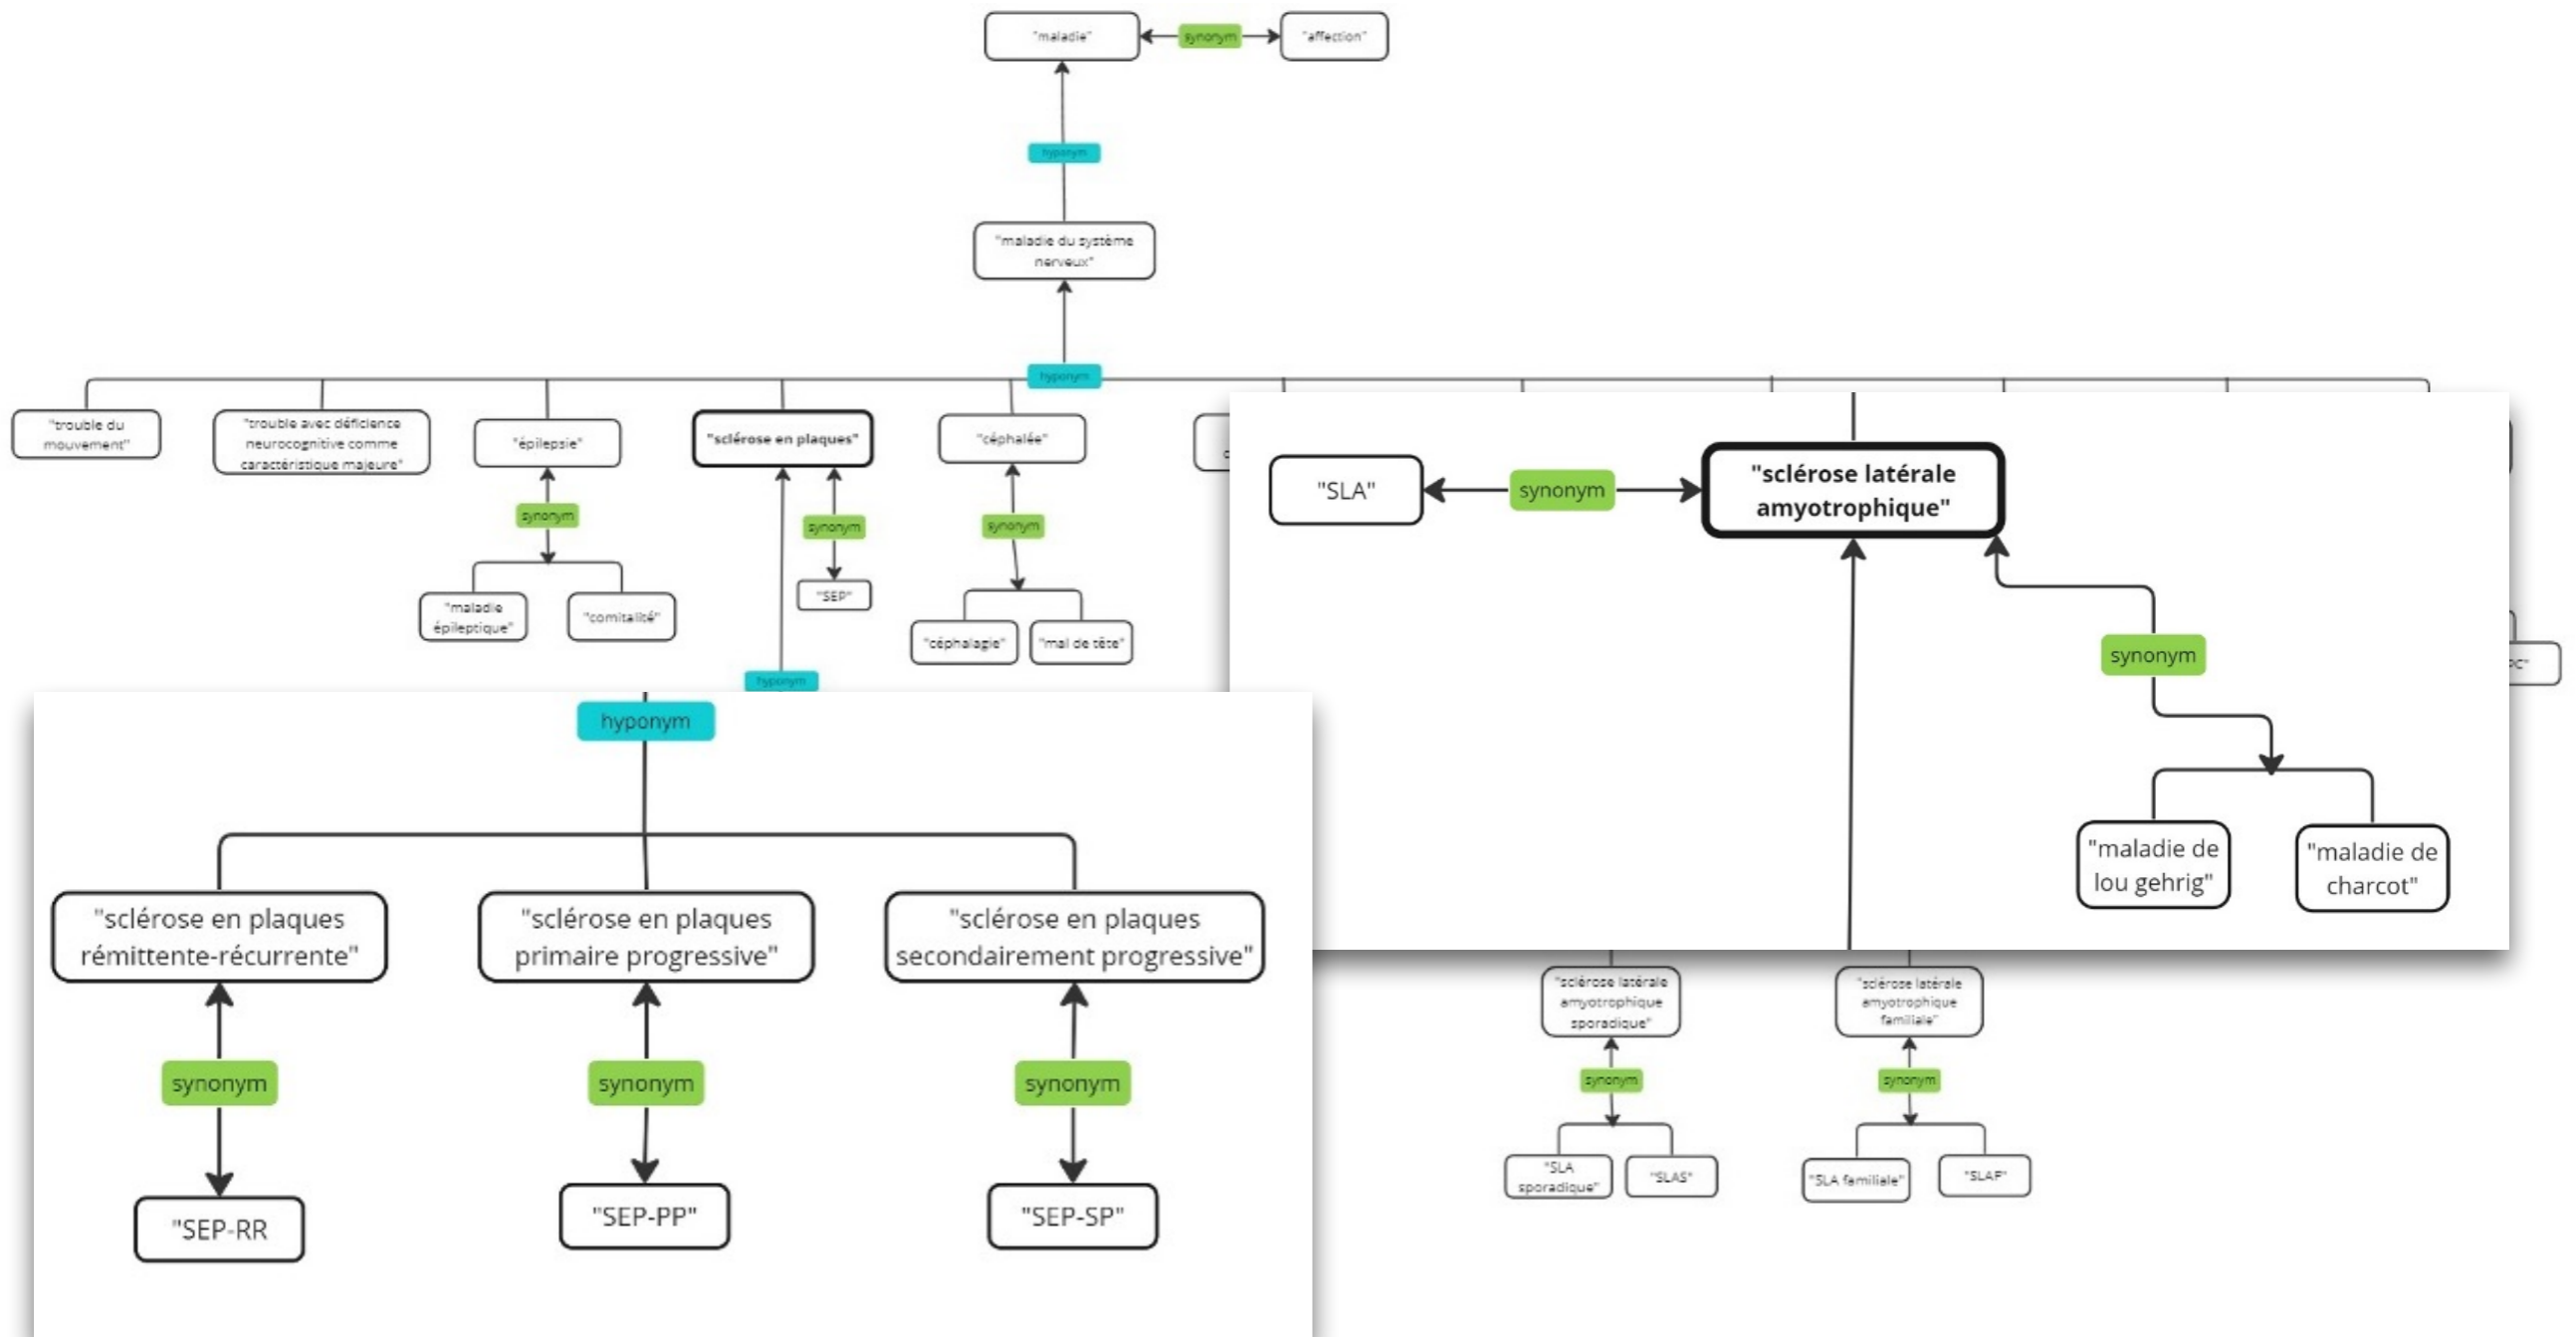 "maladie"
synonym
"affection"
hyponym
"maladie du système
nerveux"
hyponym
"trouble du
mouvement"
"trouble avec déficience
neurocognitive comme
caractéristique majeure"
"épilepsie"
"sclérose en plaques"
"céphalée"
synonym
synonym
synonym
"maladie
épileptique"
"comitalité"
"SEP"
"céphalagie"
"mal de tête"
hyponym
"SLA"
synonym
"sclérose latérale
amyotrophique"
synonym
"maladie de
lou gehrig"
"maladie de
charcot"
hyponym
"sclérose en plaques
rémittente-récurrente"
"sclérose en plaques
primaire progressive"
"sclérose en plaques
secondairement progressive"
synonym
synonym
synonym
"SEP-RR
"SEP-PP"
"SEP-SP"
"sclérose latérale
amyotrophique
sporadique"
"sclérose latérale
amyotrophique
familiale"
synonym
synonym
"SLA
sporadique"
"SLAS"
"SLA familiale"
"SLAF"